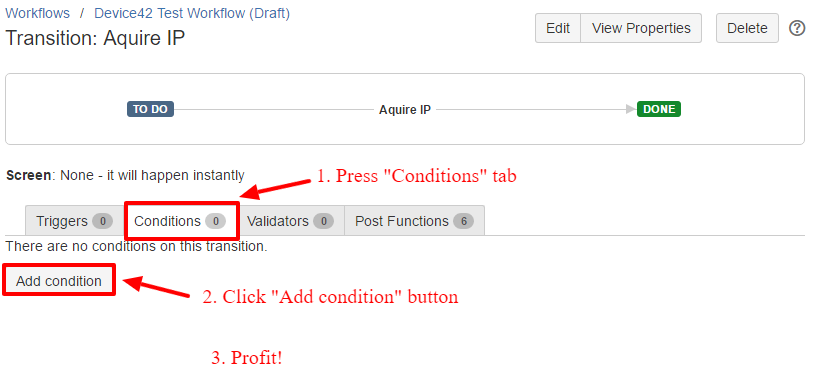 Workflows / Device42 Test Workflow (Draft)
Transition: Aquire IP
Edit View Properties Delete ?
TO DO Aquire IP DONE
Screen: None - it will happen instantly
1. Press "Conditions" tab
Triggers 0 Conditions 0 Validators 0 Post Functions 6
There are no conditions on this transition.
Add condition
2. Click "Add condition" button
3. Profit!